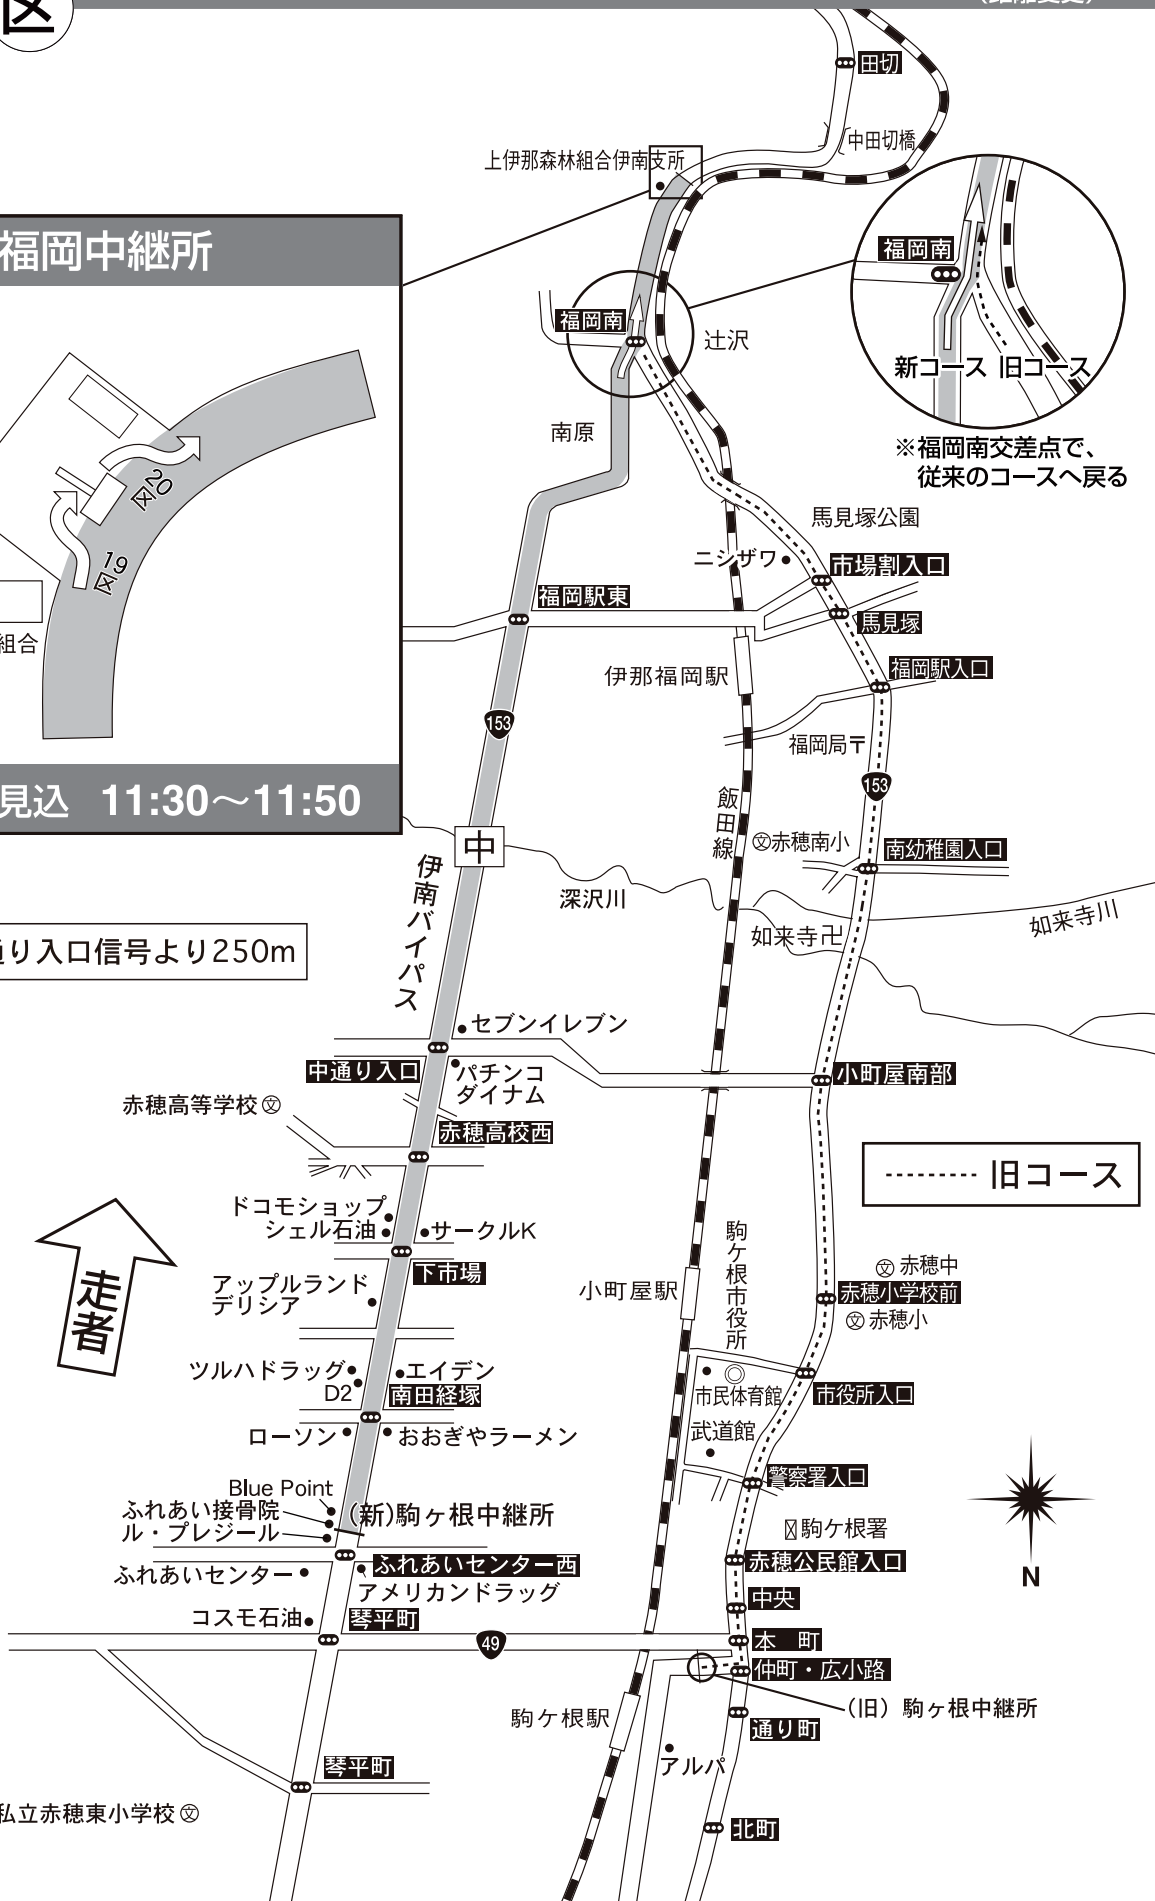 区
田切
中田切橋
上伊那森林組合伊南支所
福岡中継所
福岡南
新コース 旧コース
※福岡南交差点で、
従来のコースへ戻る
福岡南
辻沢
南原
20区
19区
組合
見込 11:30〜11:50
馬見塚公園
ニシザワ
市場割入口
福岡駅東
馬見塚
伊那福岡駅
福岡駅入口
153
福岡局〒
153
飯田線
中
伊南バイパス
文赤穂南小
南幼稚園入口
深沢川
如来寺卍
如来寺川
通り入口信号より250m
セブンイレブン
中通り入口
パチンコ
ダイナム
小町屋南部
赤穂高等学校文
赤穂高校西
旧コース
走者
ドコモショップ
シェル石油
サークルK
下市場
アップルランド
デリシア
小町屋駅
駒ケ根市役所
文 赤穂中
赤穂小学校前
文 赤穂小
ツルハドラッグ
エイデン
D2
南田経塚
市民体育館
市役所入口
ローソン
おおぎやラーメン
武道館
警察署入口
Blue Point
ふれあい接骨院
ル・プレジール
(新)駒ヶ根中継所
駒ケ根署
ふれあいセンター西
ふれあいセンター
アメリカンドラッグ
赤穂公民館入口
N
中央
コスモ石油
琴平町
49
本 町
仲町・広小路
(旧) 駒ヶ根中継所
駒ケ根駅
通り町
アルパ
琴平町
私立赤穂東小学校文
北町